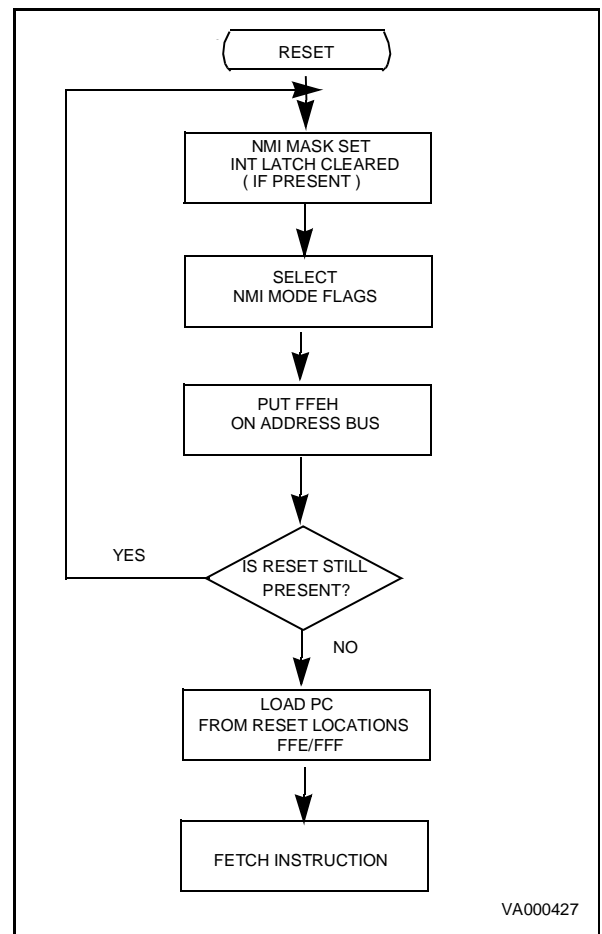 RESET
NMI MASK SET
INT LATCH CLEARED
( IF PRESENT )
SELECT
NMI MODE FLAGS
PUT FFEH
ON ADDRESS BUS
YES
IS RESET STILL
PRESENT?
NO
LOAD PC
FROM RESET LOCATIONS
FFE/FFF
FETCH INSTRUCTION
VA000427